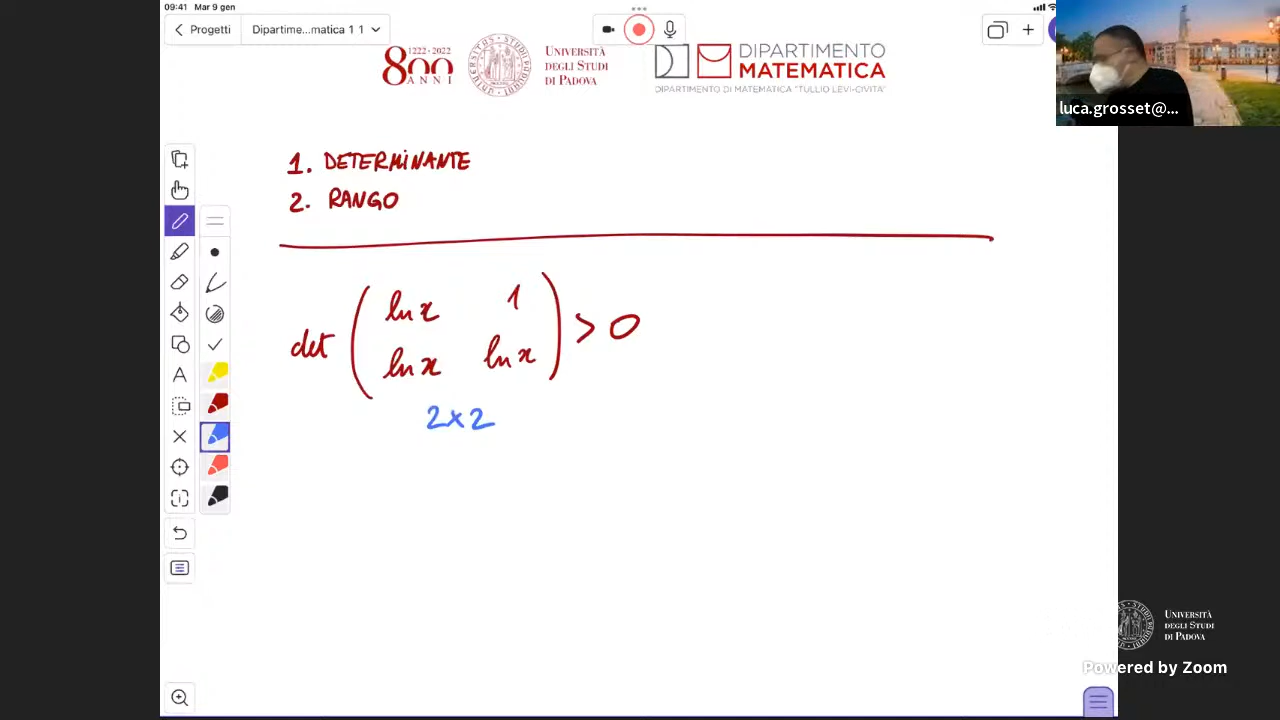 09:41 Mar 9 gen
Progetti
Dipartime...matica 1 1
1222·2022
800
ANNI
UNIVERSITÀ
DEGLI STUDI
DI PADOVA
DIPARTIMENTO
MATEMATICA
DIPARTIMENTO DI MATEMATICA "TULLIO LEVI-CIVITA"
luca.grosset@...
1. DETERMINANTE
2. RANGO
det ( ln x 1
ln x ln x ) > 0
2x2
A
UNIVERSITÀ
DEGLI STUDI
DI PADOVA
Powered by Zoom